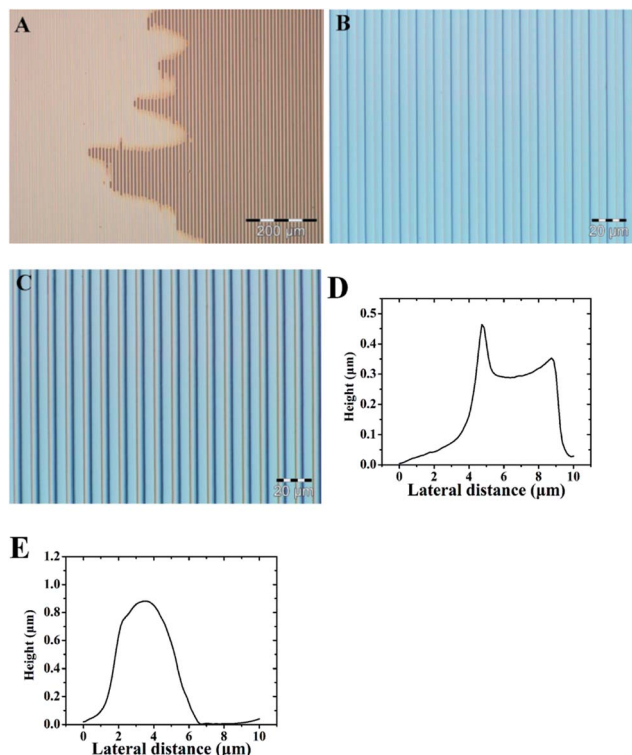 A
B
200 µm
20 µm
C
20 µm
D
0.5
0.4
0.3
0.2
0.1
0.0
Height (µm)
0 2 4 6 8 10
Lateral distance (µm)
E
1.2
1.0
0.8
0.6
0.4
0.2
0.0
Height (µm)
0 2 4 6 8 10
Lateral distance (µm)